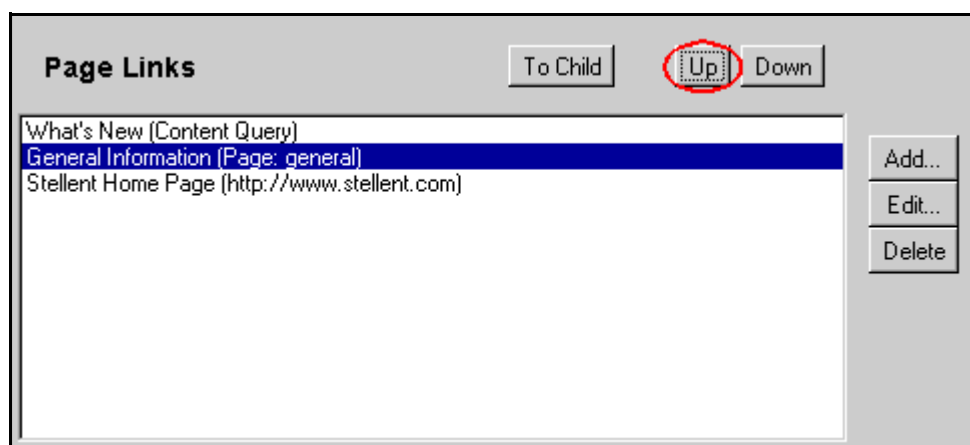 Page Links
To Child
Up
Down
What's New (Content Query)
General Information (Page: general)
Stellent Home Page (http://www.stellent.com)
Add...
Edit...
Delete